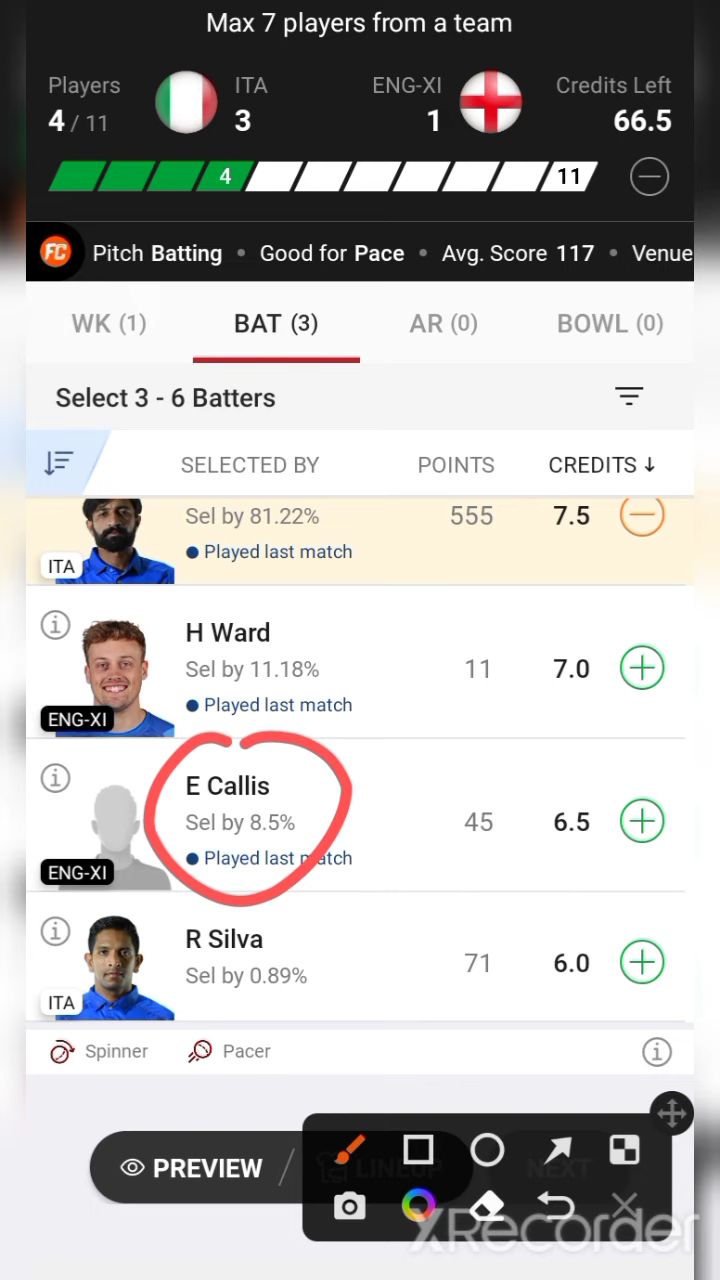 Max 7 players from a team
Players ITA ENG-XI Credits Left
4 / 11 3 1 66.5
4 11
FC Pitch Batting • Good for Pace • Avg. Score 117 • Venue
WK (1) BAT (3) AR (0) BOWL (0)
Select 3 - 6 Batters
SELECTED BY POINTS CREDITS ↓
Sel by 81.22% 555 7.5
Played last match
ITA
H Ward
Sel by 11.18% 11 7.0
Played last match
ENG-XI
E Callis
Sel by 8.5% 45 6.5
Played last match
ENG-XI
R Silva
Sel by 0.89% 71 6.0
ITA
Spinner Pacer
PREVIEW / LINEUP NEXT
XRecorder